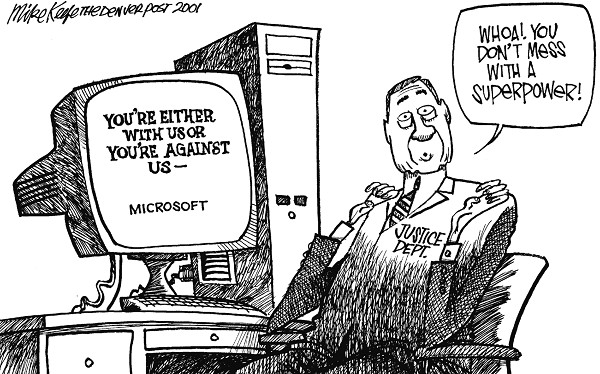 Mike Keefe THE DENVER POST 2001
YOU'RE EITHER
WITH US OR
YOU'RE AGAINST
US —
MICROSOFT
WHOA! YOU
DON'T MESS
WITH A
SUPERPOWER!
JUSTICE
DEPT.